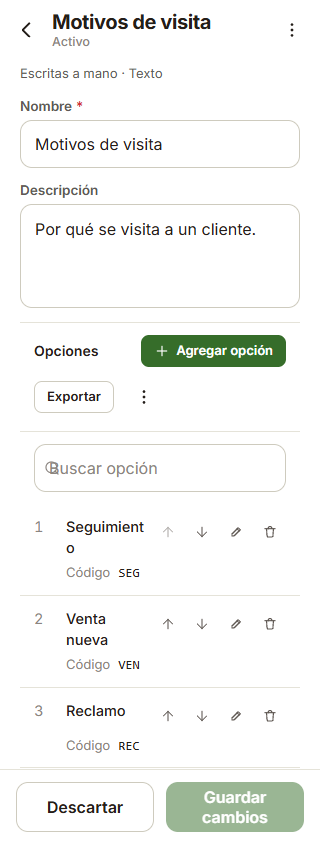 Motivos de visita
Activo
Escritas a mano · Texto
Nombre *
Motivos de visita
Descripción
Por qué se visita a un cliente.
Opciones
Agregar opción
Exportar
Buscar opción
1 Seguimient
o
Código SEG
2 Venta
nueva
Código VEN
3 Reclamo
Código REC
Descartar
Guardar
cambios